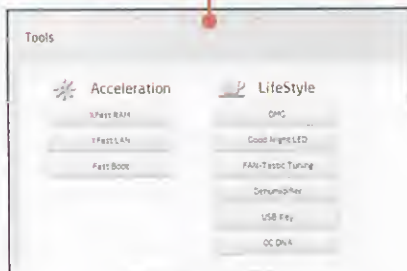 Tools
Acceleration
XFast RAM
XFast LAN
Fast Boot
LifeStyle
OMG
Good Night LED
FAN-Tastic Tuning
Dehumidifier
USB Key
OC DNA